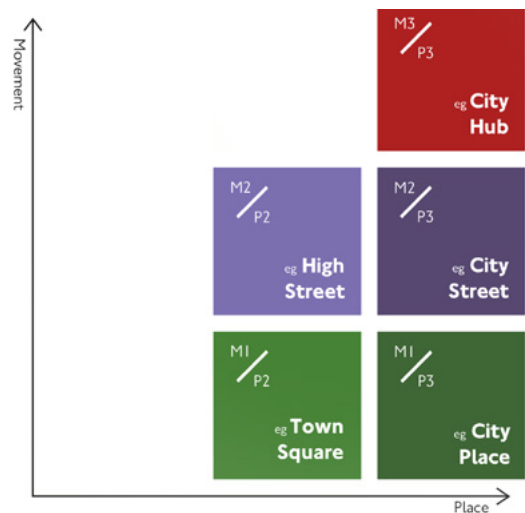 Movement
M3
P3
eg City
Hub
M2
P2
eg High
Street
M2
P3
eg City
Street
M1
P2
eg Town
Square
M1
P3
eg City
Place
Place